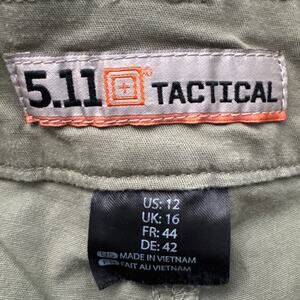 5.11® TACTICAL
US: 12
UK: 16
FR: 44
DE: 42
MADE IN VIETNAM
FAIT AU VIETNAM